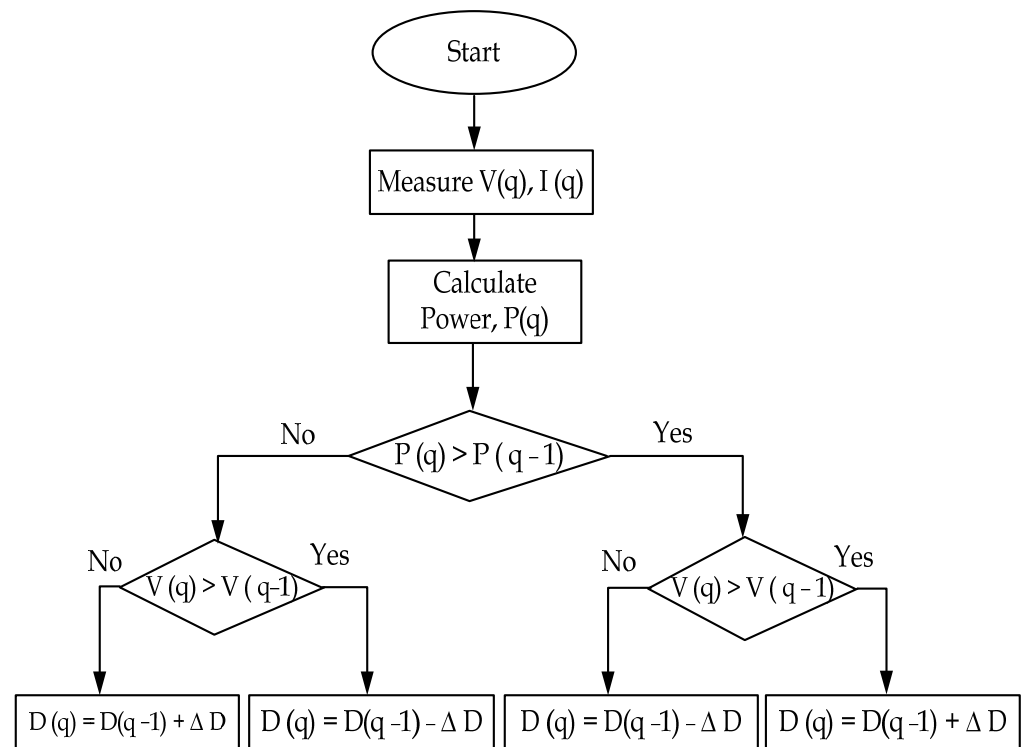 Start
Measure V(q), I (q)
Calculate
Power, P(q)
No
Yes
P (q) > P ( q - 1)
No
Yes
No
Yes
V (q) > V ( q-1)
V (q) > V ( q - 1)
D (q) = D(q -1) + Δ D
D (q) = D(q -1) - Δ D
D (q) = D(q -1) - Δ D
D (q) = D(q -1) + Δ D